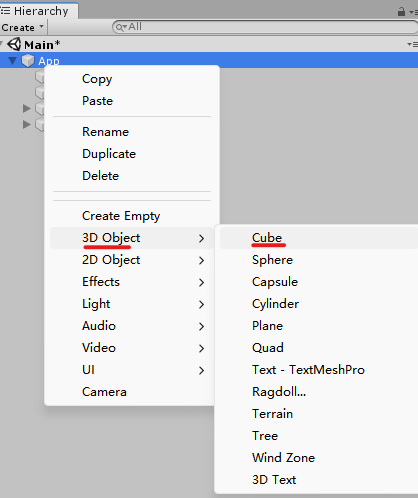 Hierarchy
Create
All
Main*
App
Copy
Paste
Rename
Duplicate
Delete
Create Empty
3D Object
2D Object
Effects
Light
Audio
Video
UI
Camera
Cube
Sphere
Capsule
Cylinder
Plane
Quad
Text - TextMeshPro
Ragdoll...
Terrain
Tree
Wind Zone
3D Text